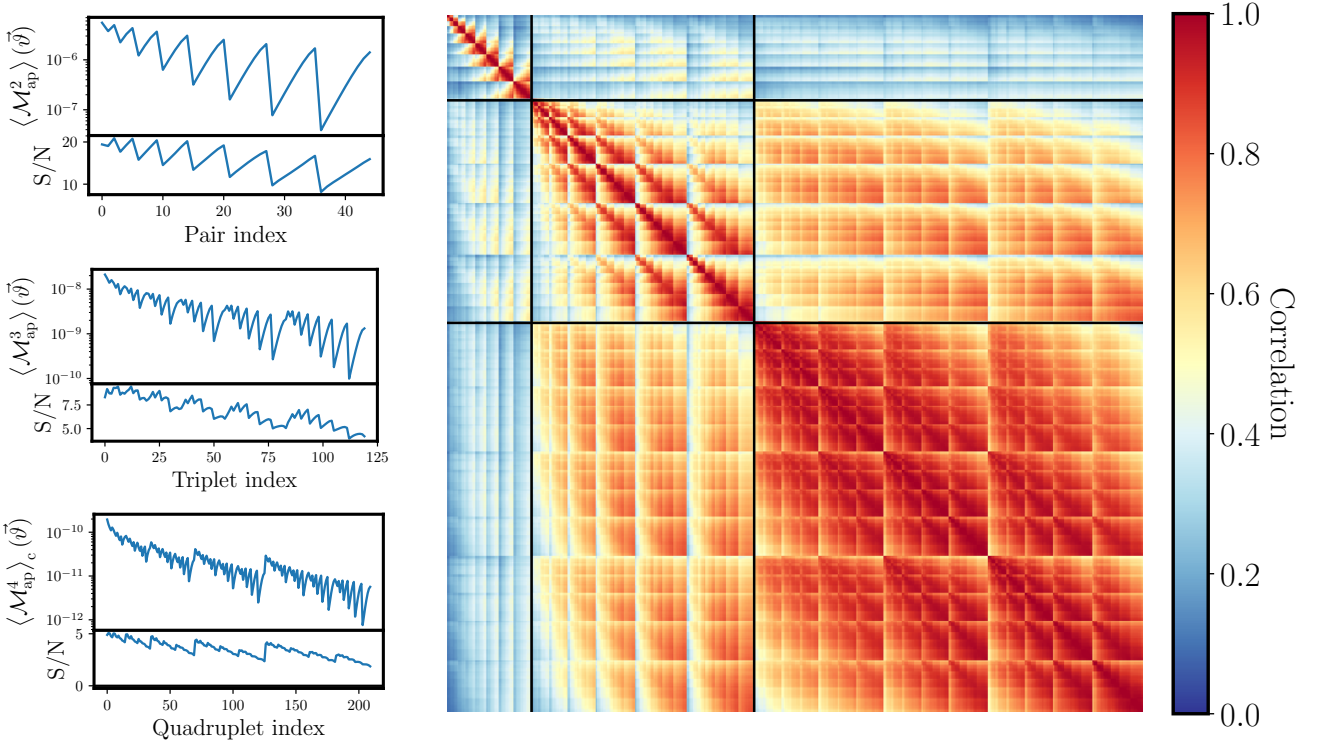 ⟨ℳ²ap⟩(ϑ⃗)
10⁻⁶
10⁻⁷
S/N
20
10
0 10 20 30 40
Pair index
⟨ℳ³ap⟩(ϑ⃗)
10⁻⁸
10⁻⁹
10⁻¹⁰
S/N
7.5
5.0
0 25 50 75 100 125
Triplet index
⟨ℳ⁴ap⟩c(ϑ⃗)
10⁻¹⁰
10⁻¹¹
10⁻¹²
S/N
5
0
0 50 100 150 200
Quadruplet index
1.0
0.8
0.6
0.4
0.2
0.0
Correlation